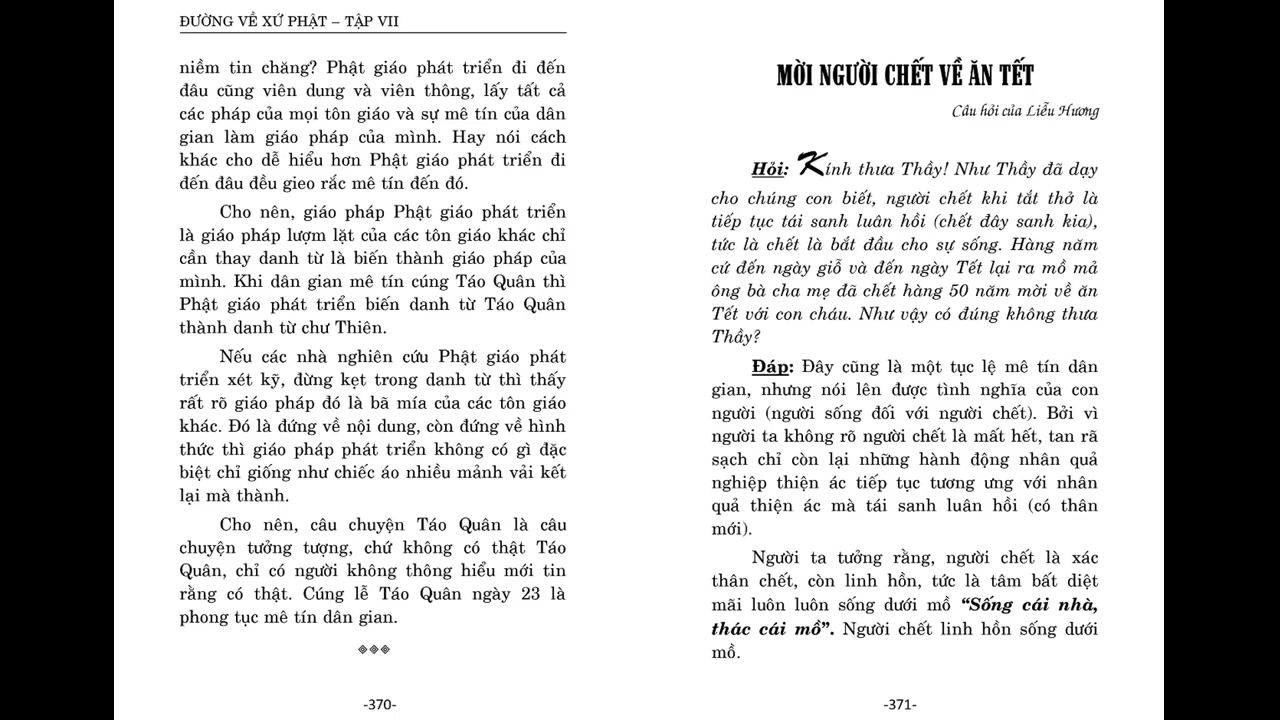 ĐƯỜNG VỀ XỨ PHẬT – TẬP VII
niềm tin chăng? Phật giáo phát triển đi đến
đâu cũng viên dung và viên thông, lấy tất cả
các pháp của mọi tôn giáo và sự mê tín của dân
gian làm giáo pháp của mình. Hay nói cách
khác cho dễ hiểu hơn Phật giáo phát triển đi
đến đâu đều gieo rắc mê tín đến đó.
Cho nên, giáo pháp Phật giáo phát triển
là giáo pháp lượm lặt của các tôn giáo khác chỉ
cần thay danh từ là biến thành giáo pháp của
mình. Khi dân gian mê tín cúng Táo Quân thì
Phật giáo phát triển biến danh từ Táo Quân
thành danh từ chư Thiên.
Nếu các nhà nghiên cứu Phật giáo phát
triển xét kỹ, đừng kẹt trong danh từ thì thấy
rất rõ giáo pháp đó là bã mía của các tôn giáo
khác. Đó là đứng về nội dung, còn đứng về hình
thức thì giáo pháp phát triển không có gì đặc
biệt chỉ giống như chiếc áo nhiều mảnh vải kết
lại mà thành.
Cho nên, câu chuyện Táo Quân là câu
chuyện tưởng tượng, chứ không có thật Táo
Quân, chỉ có người không thông hiểu mới tin
rằng có thật. Cúng lễ Táo Quân ngày 23 là
phong tục mê tín dân gian.
-370-
MỜI NGƯỜI CHẾT VỀ ĂN TẾT
Câu hỏi của Liễu Hương
Hỏi: Kính thưa Thầy! Như Thầy đã dạy
cho chúng con biết, người chết khi tắt thở là
tiếp tục tái sanh luân hồi (chết đây sanh kia),
tức là chết là bắt đầu cho sự sống. Hàng năm
cứ đến ngày giỗ và đến ngày Tết lại ra mồ mả
ông bà cha mẹ đã chết hàng 50 năm mời về ăn
Tết với con cháu. Như vậy có đúng không thưa
Thầy?
Đáp: Đây cũng là một tục lệ mê tín dân
gian, nhưng nói lên được tình nghĩa của con
người (người sống đối với người chết). Bởi vì
người ta không rõ người chết là mất hết, tan rã
sạch chỉ còn lại những hành động nhân quả
nghiệp thiện ác tiếp tục tương ưng với nhân
quả thiện ác mà tái sanh luân hồi (có thân
mới).
Người ta tưởng rằng, người chết là xác
thân chết, còn linh hồn, tức là tâm bất diệt
mãi luôn luôn sống dưới mồ “Sống cái nhà,
thác cái mồ”. Người chết linh hồn sống dưới
mồ.
-371-